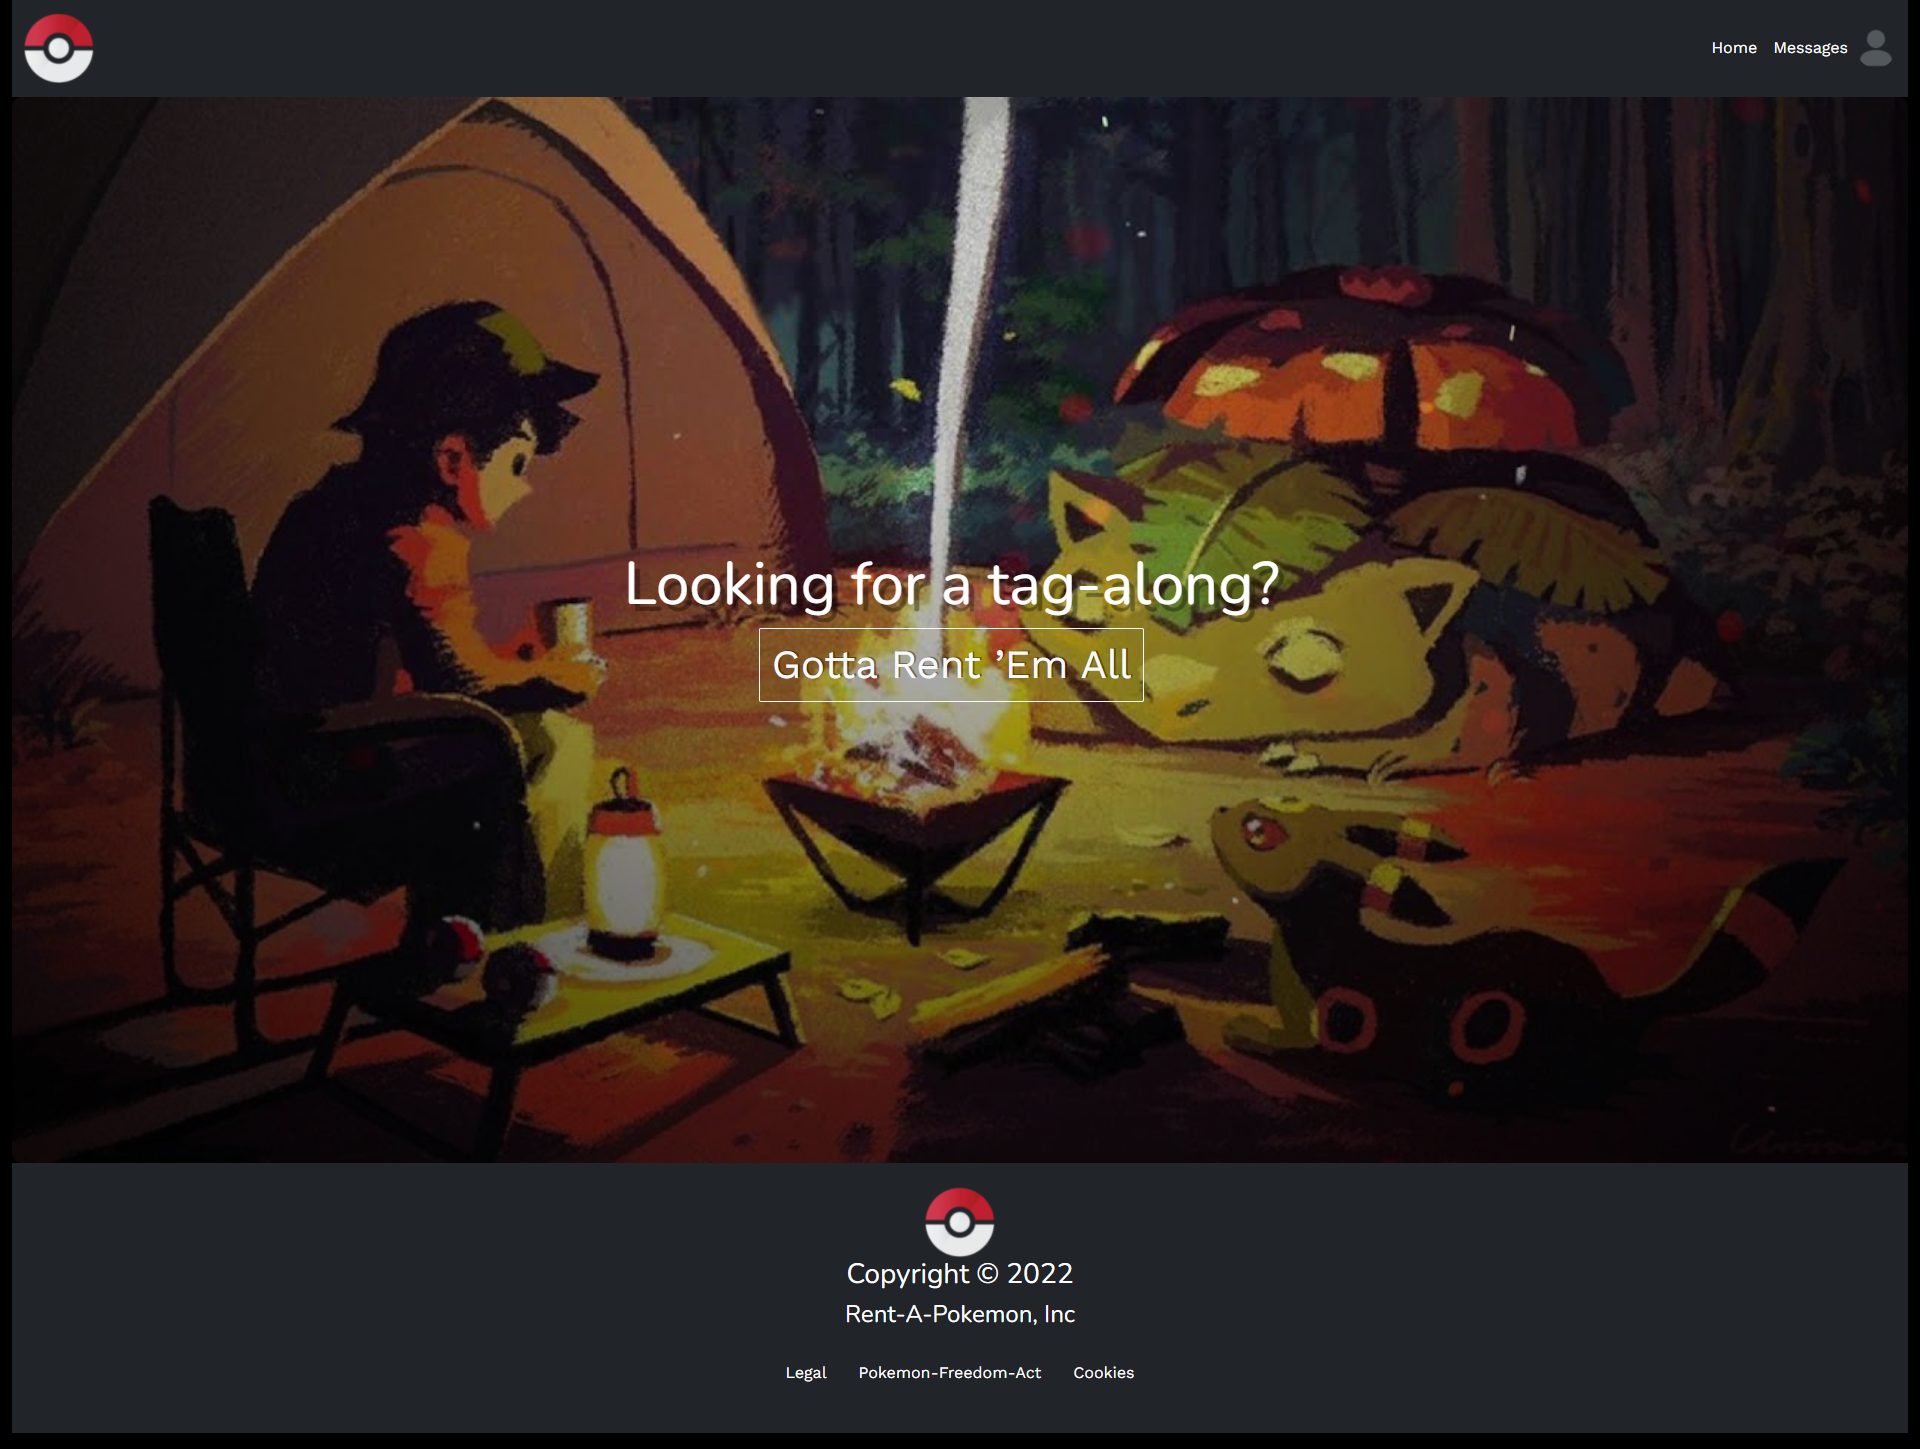 Home Messages
Looking for a tag-along?
Gotta Rent ’Em All
Copyright © 2022
Rent-A-Pokemon, Inc
Legal Pokemon-Freedom-Act Cookies